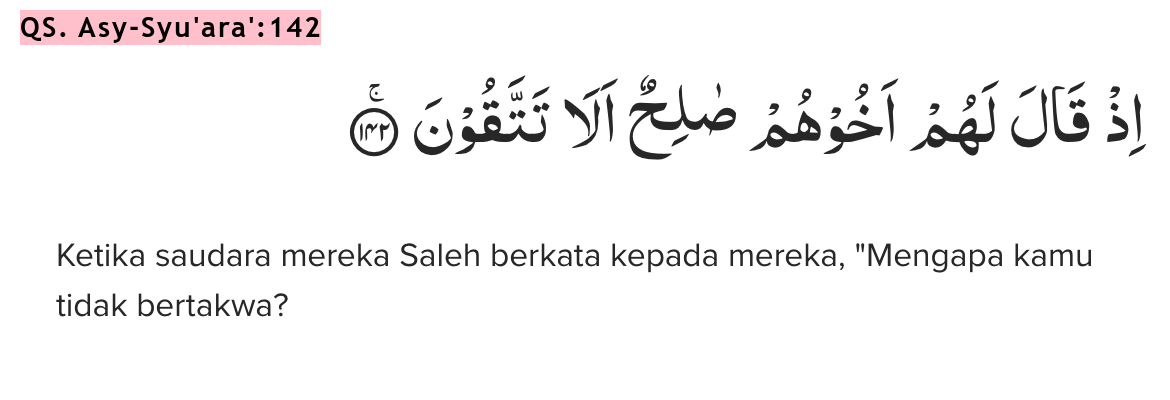 QS. Asy-Syu'ara':142
اِذْ قَالَ لَهُمْ اَخُوْهُمْ صٰلِحٌ اَلَا تَتَّقُوْنَ ۚ ١٤٢
Ketika saudara mereka Saleh berkata kepada mereka, "Mengapa kamu
tidak bertakwa?